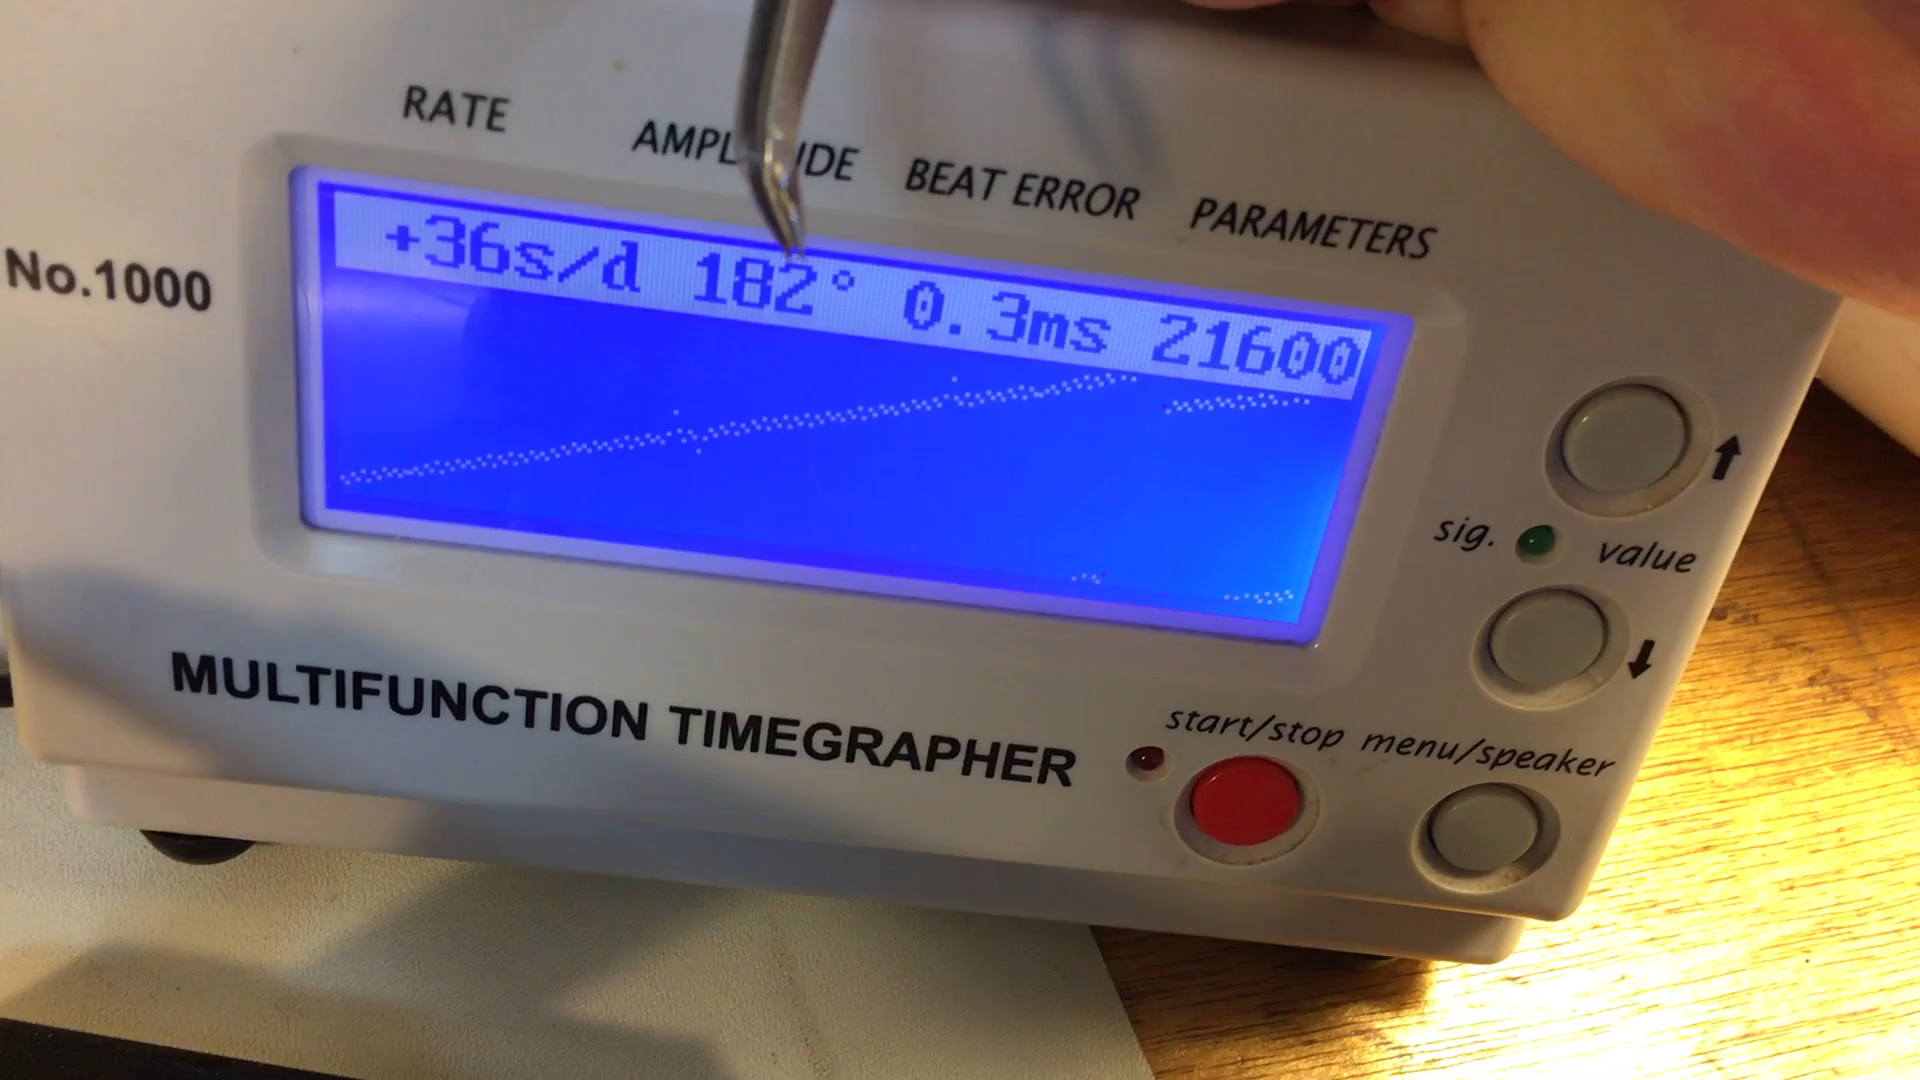 RATE
BEAT ERROR
PARAMETERS
No.1000
+36s/d 182° 0.3ms 21600
sig.
value
MULTIFUNCTION TIMEGRAPHER
start/stop
menu/speaker